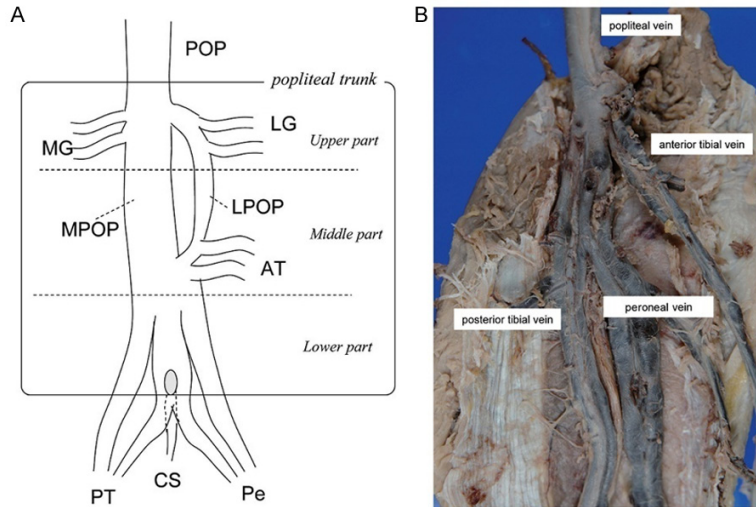 A
POP
popliteal trunk
MG
LG
Upper part
MPOP
LPOP
Middle part
AT
Lower part
PT
CS
Pe
B
popliteal vein
anterior tibial vein
posterior tibial vein
peroneal vein